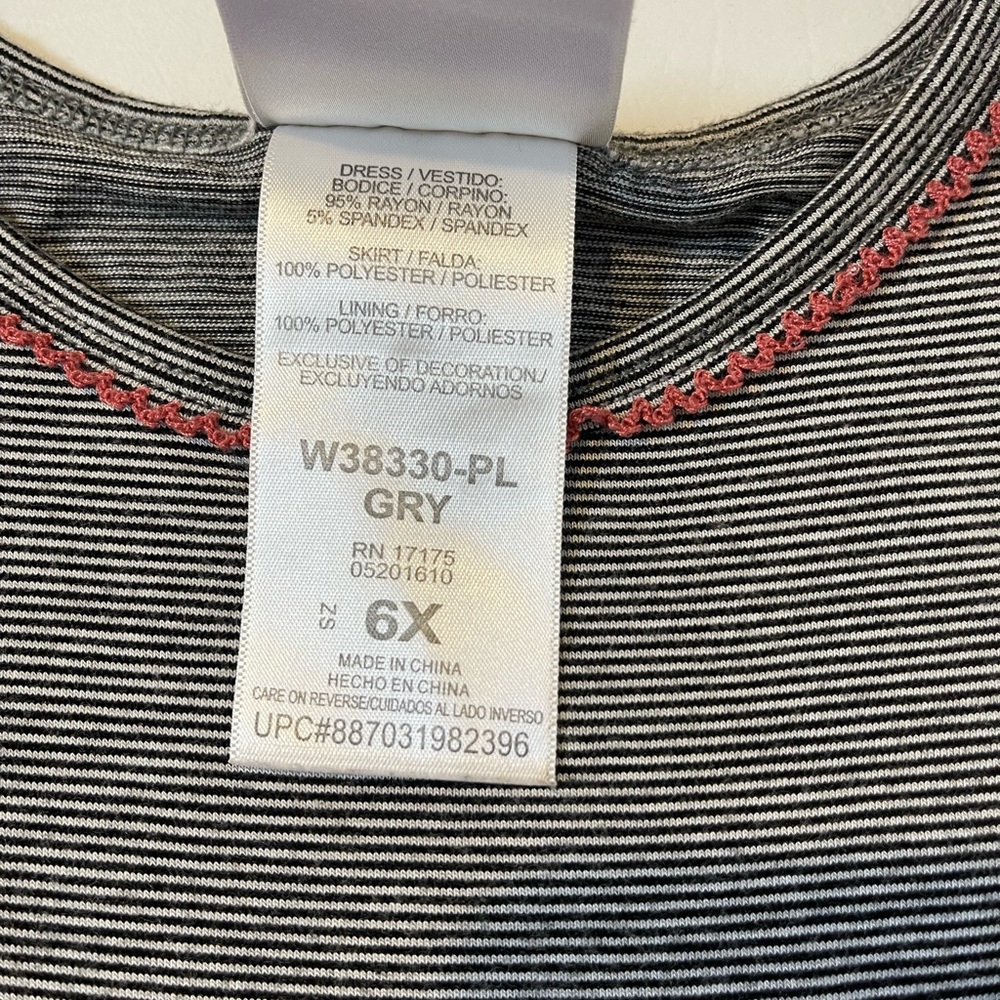 DRESS / VESTIDO:
BODICE / CORPINO:
95% RAYON / RAYON
5% SPANDEX / SPANDEX
SKIRT / FALDA:
100% POLYESTER / POLIESTER
LINING / FORRO:
100% POLYESTER / POLIESTER
EXCLUSIVE OF DECORATION./
EXCLUYENDO ADORNOS
W38330-PL
GRY
RN 17175
05201610
ZS 6X
MADE IN CHINA
HECHO EN CHINA
CARE ON REVERSE/CUIDADOS AL LADO INVERSO
UPC#887031982396